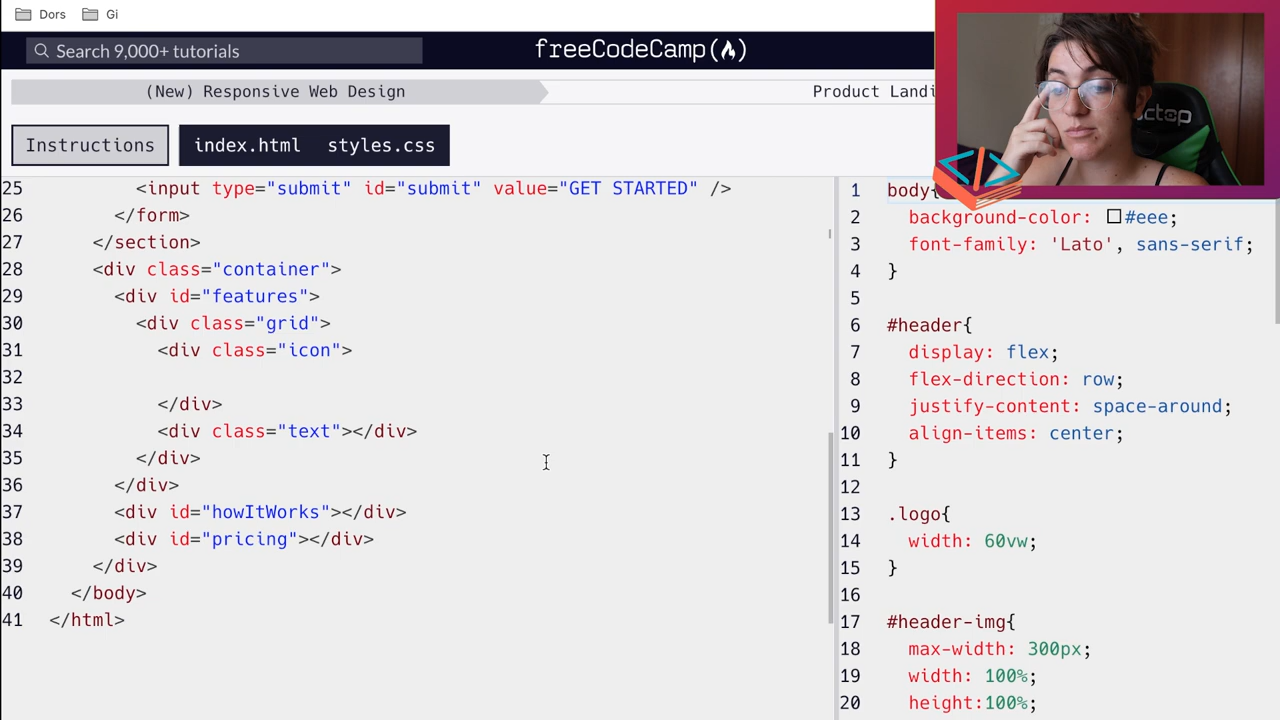 Dors Gi
Search 9,000+ tutorials
freeCodeCamp
(New) Responsive Web Design
Product Landi
Instructions
index.html styles.css
25 <input type="submit" id="submit" value="GET STARTED" />
26 </form>
27 </section>
28 <div class="container">
29 <div id="features">
30 <div class="grid">
31 <div class="icon">
32
33 </div>
34 <div class="text"></div>
35 </div>
36 </div>
37 <div id="howItWorks"></div>
38 <div id="pricing"></div>
39 </div>
40 </body>
41 </html>
1 body{
2 background-color: #eee;
3 font-family: 'Lato', sans-serif;
4 }
5
6 #header{
7 display: flex;
8 flex-direction: row;
9 justify-content: space-around;
10 align-items: center;
11 }
12
13 .logo{
14 width: 60vw;
15 }
16
17 #header-img{
18 max-width: 300px;
19 width: 100%;
20 height:100%;